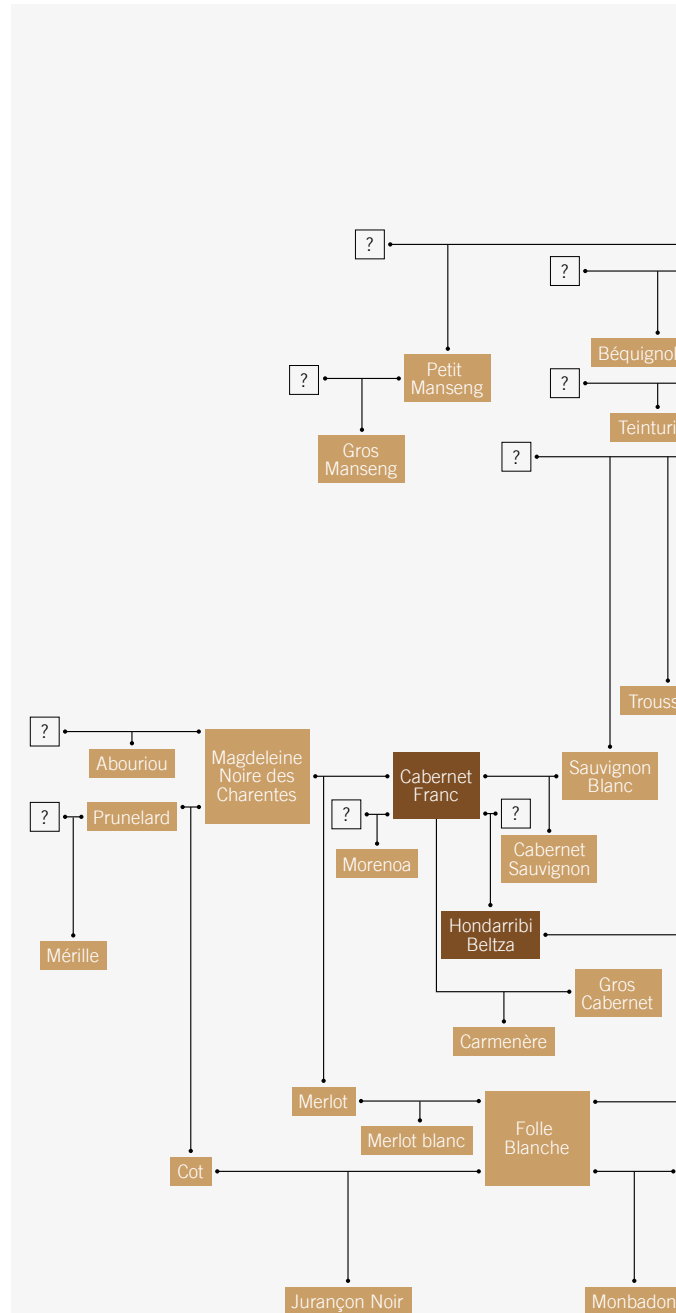 ?
?
Béquignol
Petit
Manseng
?
?
Gros
Manseng
Teinturi
?
Trouss
?
Abouriou
Magdeleine
Noire des
Charentes
Cabernet
Franc
Sauvignon
Blanc
?
Prunelard
?
Morenoa
?
Cabernet
Sauvignon
Hondarribi
Beltza
Mérille
Gros
Cabernet
Carmenère
Merlot
Merlot blanc
Folle
Blanche
Cot
Jurançon Noir
Monbadon